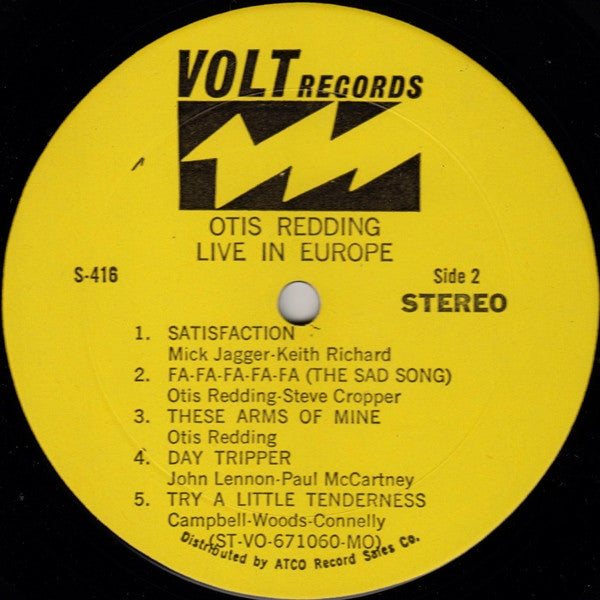 VOLT RECORDS
OTIS REDDING
LIVE IN EUROPE
S-416
Side 2
STEREO
1. SATISFACTION
Mick Jagger-Keith Richard
2. FA-FA-FA-FA-FA (THE SAD SONG)
Otis Redding-Steve Cropper
3. THESE ARMS OF MINE
Otis Redding
4. DAY TRIPPER
John Lennon-Paul McCartney
5. TRY A LITTLE TENDERNESS
Campbell-Woods-Connelly
(ST-VO-671060-MO)
Distributed by ATCO Record Sales Co.